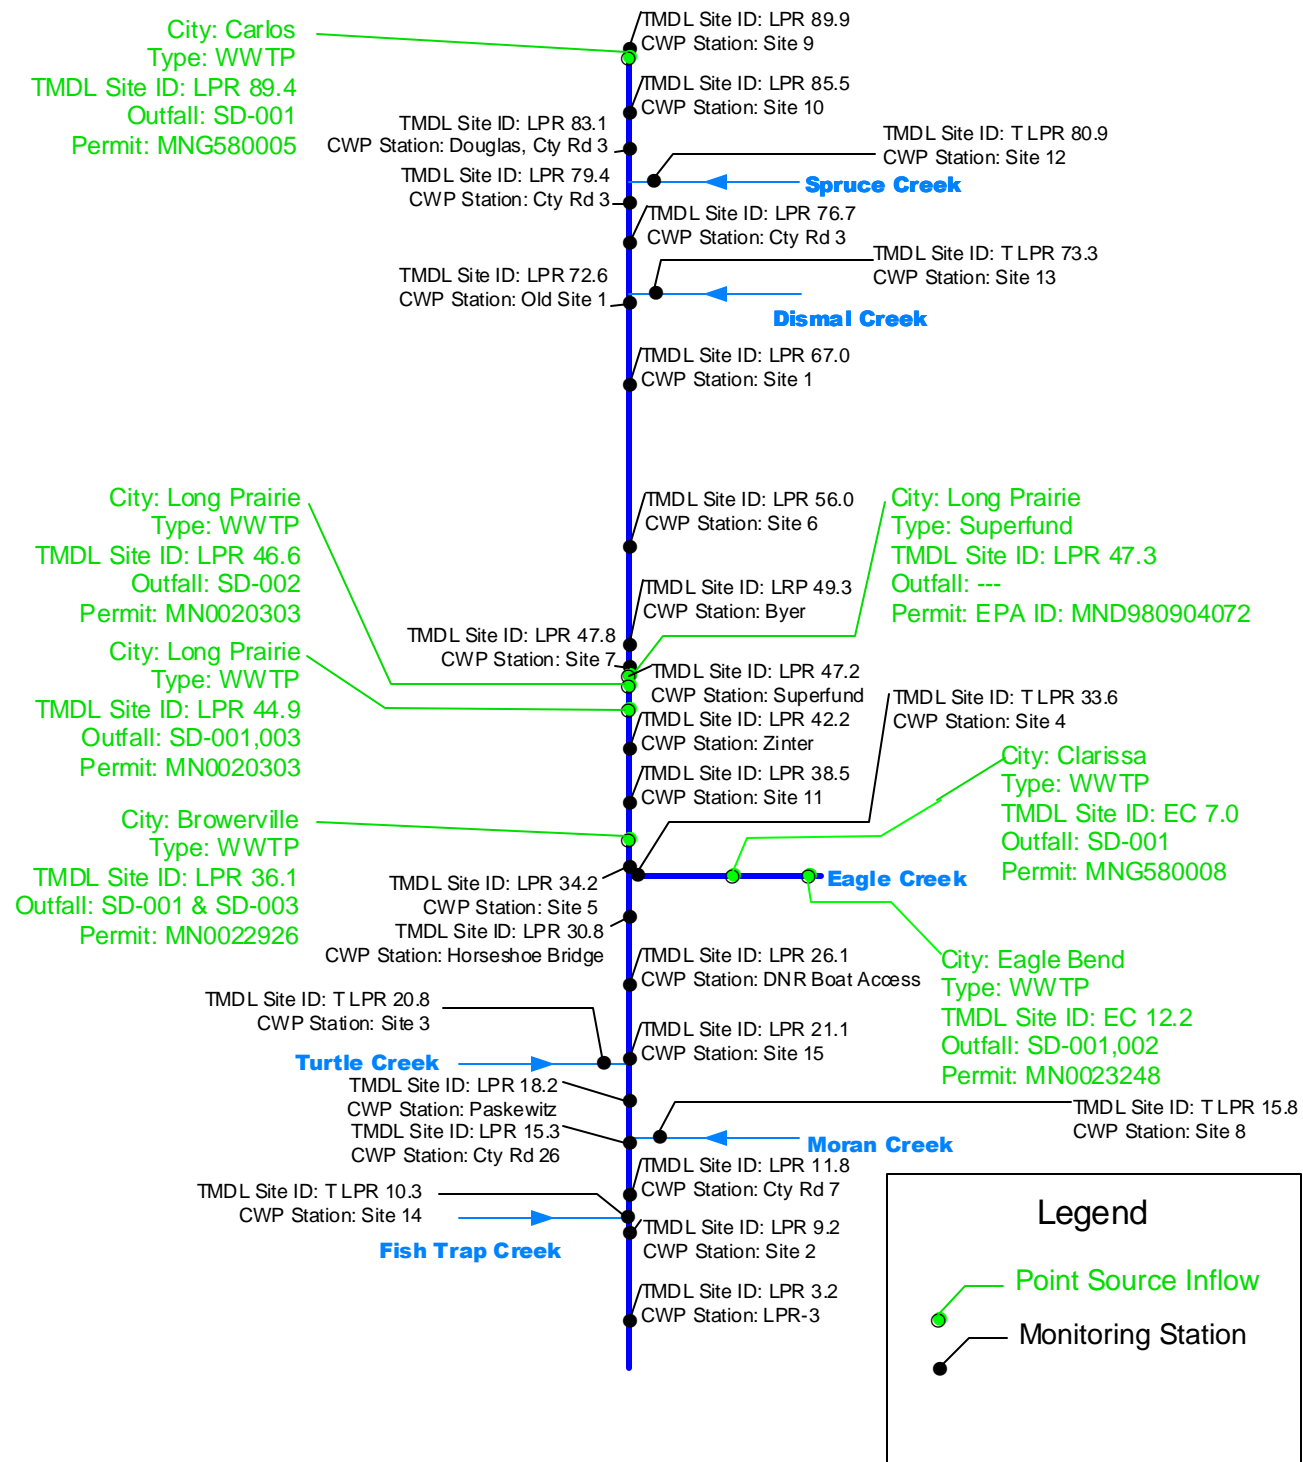 City: Carlos
Type: WWTP
TMDL Site ID: LPR 89.4
Outfall: SD-001
Permit: MNG580005
TMDL Site ID: LPR 89.9
CWP Station: Site 9
TMDL Site ID: LPR 85.5
CWP Station: Site 10
TMDL Site ID: LPR 83.1
CWP Station: Douglas, Cty Rd 3
TMDL Site ID: T LPR 80.9
CWP Station: Site 12
Spruce Creek
TMDL Site ID: LPR 79.4
CWP Station: Cty Rd 3
TMDL Site ID: LPR 76.7
CWP Station: Cty Rd 3
TMDL Site ID: T LPR 73.3
CWP Station: Site 13
TMDL Site ID: LPR 72.6
CWP Station: Old Site 1
Dismal Creek
TMDL Site ID: LPR 67.0
CWP Station: Site 1
City: Long Prairie
Type: WWTP
TMDL Site ID: LPR 46.6
Outfall: SD-002
Permit: MN0020303
TMDL Site ID: LPR 56.0
CWP Station: Site 6
City: Long Prairie
Type: Superfund
TMDL Site ID: LPR 47.3
Outfall: ---
Permit: EPA ID: MND980904072
TMDL Site ID: LRP 49.3
CWP Station: Byer
TMDL Site ID: LPR 47.8
CWP Station: Site 7
TMDL Site ID: LPR 47.2
CWP Station: Superfund
City: Long Prairie
Type: WWTP
TMDL Site ID: LPR 44.9
Outfall: SD-001,003
Permit: MN0020303
TMDL Site ID: T LPR 33.6
CWP Station: Site 4
TMDL Site ID: LPR 42.2
CWP Station: Zinter
TMDL Site ID: LPR 38.5
CWP Station: Site 11
City: Clarissa
Type: WWTP
TMDL Site ID: EC 7.0
Outfall: SD-001
Permit: MNG580008
City: Browerville
Type: WWTP
TMDL Site ID: LPR 36.1
Outfall: SD-001 & SD-003
Permit: MN0022926
Eagle Creek
TMDL Site ID: LPR 34.2
CWP Station: Site 5
TMDL Site ID: LPR 30.8
CWP Station: Horseshoe Bridge
TMDL Site ID: LPR 26.1
CWP Station: DNR Boat Access
City: Eagle Bend
Type: WWTP
TMDL Site ID: EC 12.2
Outfall: SD-001,002
Permit: MN0023248
TMDL Site ID: T LPR 20.8
CWP Station: Site 3
TMDL Site ID: LPR 21.1
CWP Station: Site 15
Turtle Creek
TMDL Site ID: LPR 18.2
CWP Station: Paskewitz
TMDL Site ID: LPR 15.3
CWP Station: Cty Rd 26
TMDL Site ID: T LPR 15.8
CWP Station: Site 8
Moran Creek
TMDL Site ID: LPR 11.8
CWP Station: Cty Rd 7
TMDL Site ID: T LPR 10.3
CWP Station: Site 14
TMDL Site ID: LPR 9.2
CWP Station: Site 2
Fish Trap Creek
TMDL Site ID: LPR 3.2
CWP Station: LPR-3
Legend
Point Source Inflow
Monitoring Station